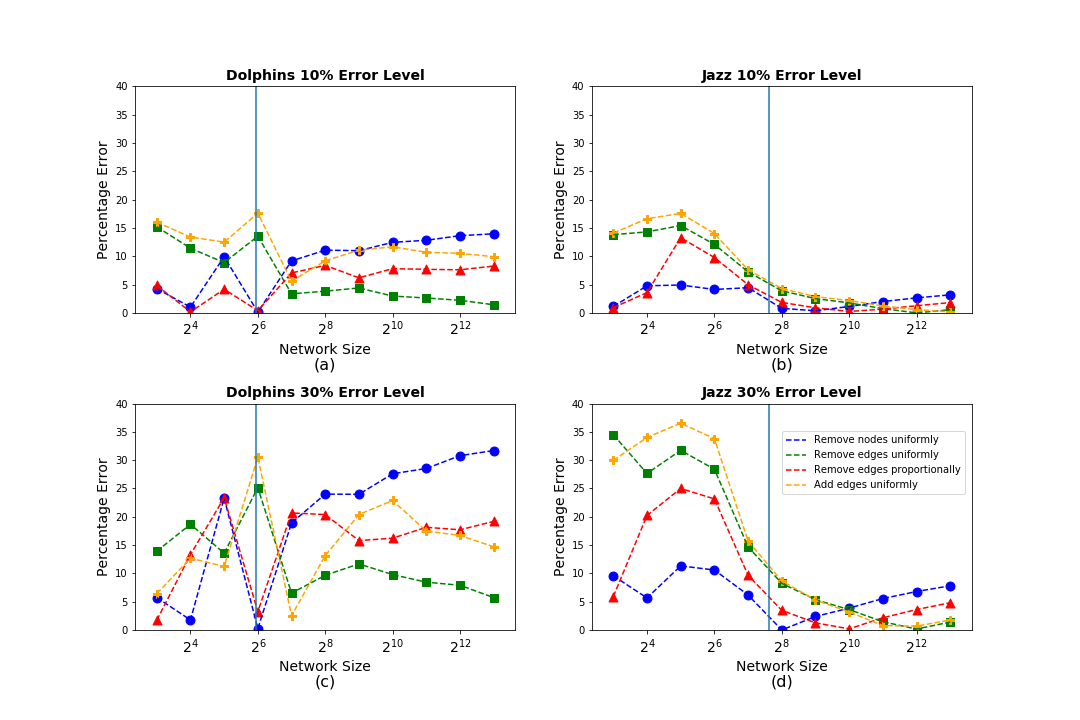 Dolphins 10% Error Level
40
35
30
25
20
15
10
5
0
Percentage Error
2^4 2^6 2^8 2^10 2^12
Network Size
(a)
Jazz 10% Error Level
40
35
30
25
20
15
10
5
0
Percentage Error
2^4 2^6 2^8 2^10 2^12
Network Size
(b)
Dolphins 30% Error Level
40
35
30
25
20
15
10
5
0
Percentage Error
2^4 2^6 2^8 2^10 2^12
Network Size
(c)
Jazz 30% Error Level
40
35
30
25
20
15
10
5
0
Percentage Error
Remove nodes uniformly
Remove edges uniformly
Remove edges proportionally
Add edges uniformly
2^4 2^6 2^8 2^10 2^12
Network Size
(d)